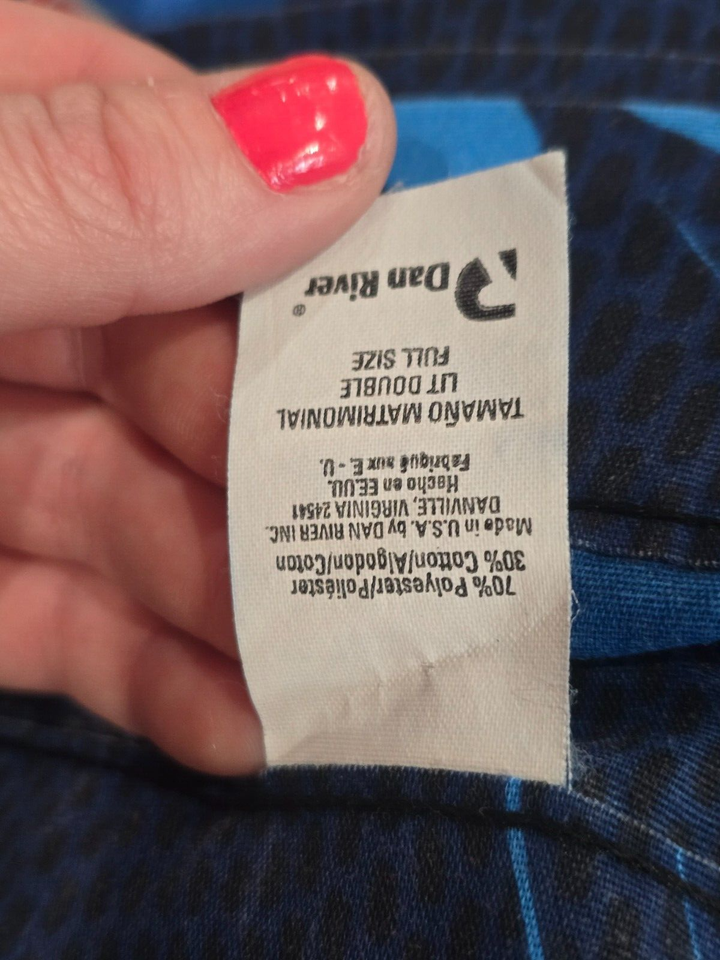 Dan River®
FULL SIZE
LIT DOUBLE
TAMAÑO MATRIMONIAL
Fabriqué aux E.-U.
Hecho en EE.UU.
DANVILLE, VIRGINIA 24541
Made in U.S.A. by DAN RIVER INC.
30% Cotton/Algodon/Coton
70% Polyester/Poliéster